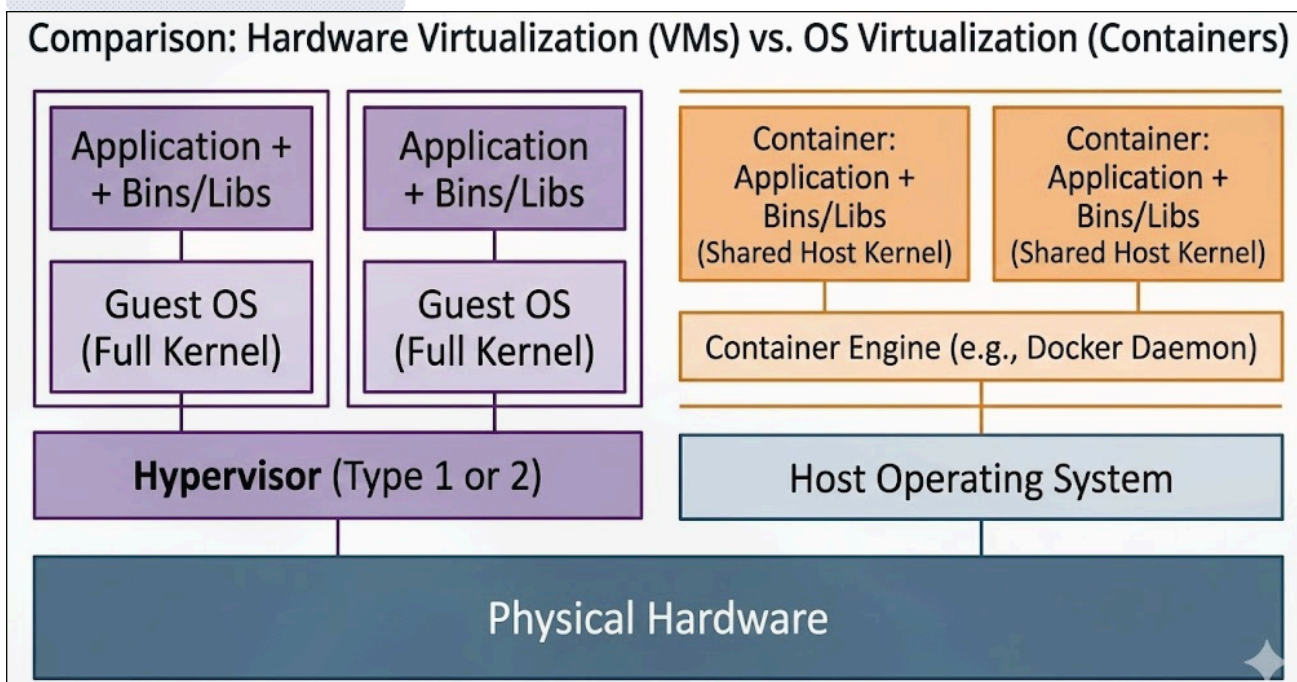 Comparison: Hardware Virtualization (VMs) vs. OS Virtualization (Containers)
Application +
+ Bins/Libs
Guest OS
(Full Kernel)
Application
+ Bins/Libs
Guest OS
(Full Kernel)
Hypervisor (Type 1 or 2)
Container:
Application +
Bins/Libs
(Shared Host Kernel)
Container:
Application +
Bins/Libs
(Shared Host Kernel)
Container Engine (e.g., Docker Daemon)
Host Operating System
Physical Hardware